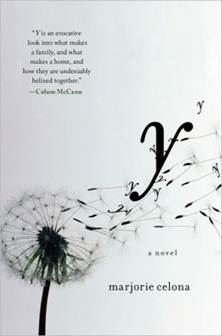 "Y is an evocative
look into what makes
a family, and what
makes a home, and
how they are undeniably
helixed together."
—Colum McCann
y
a novel
marjorie celona